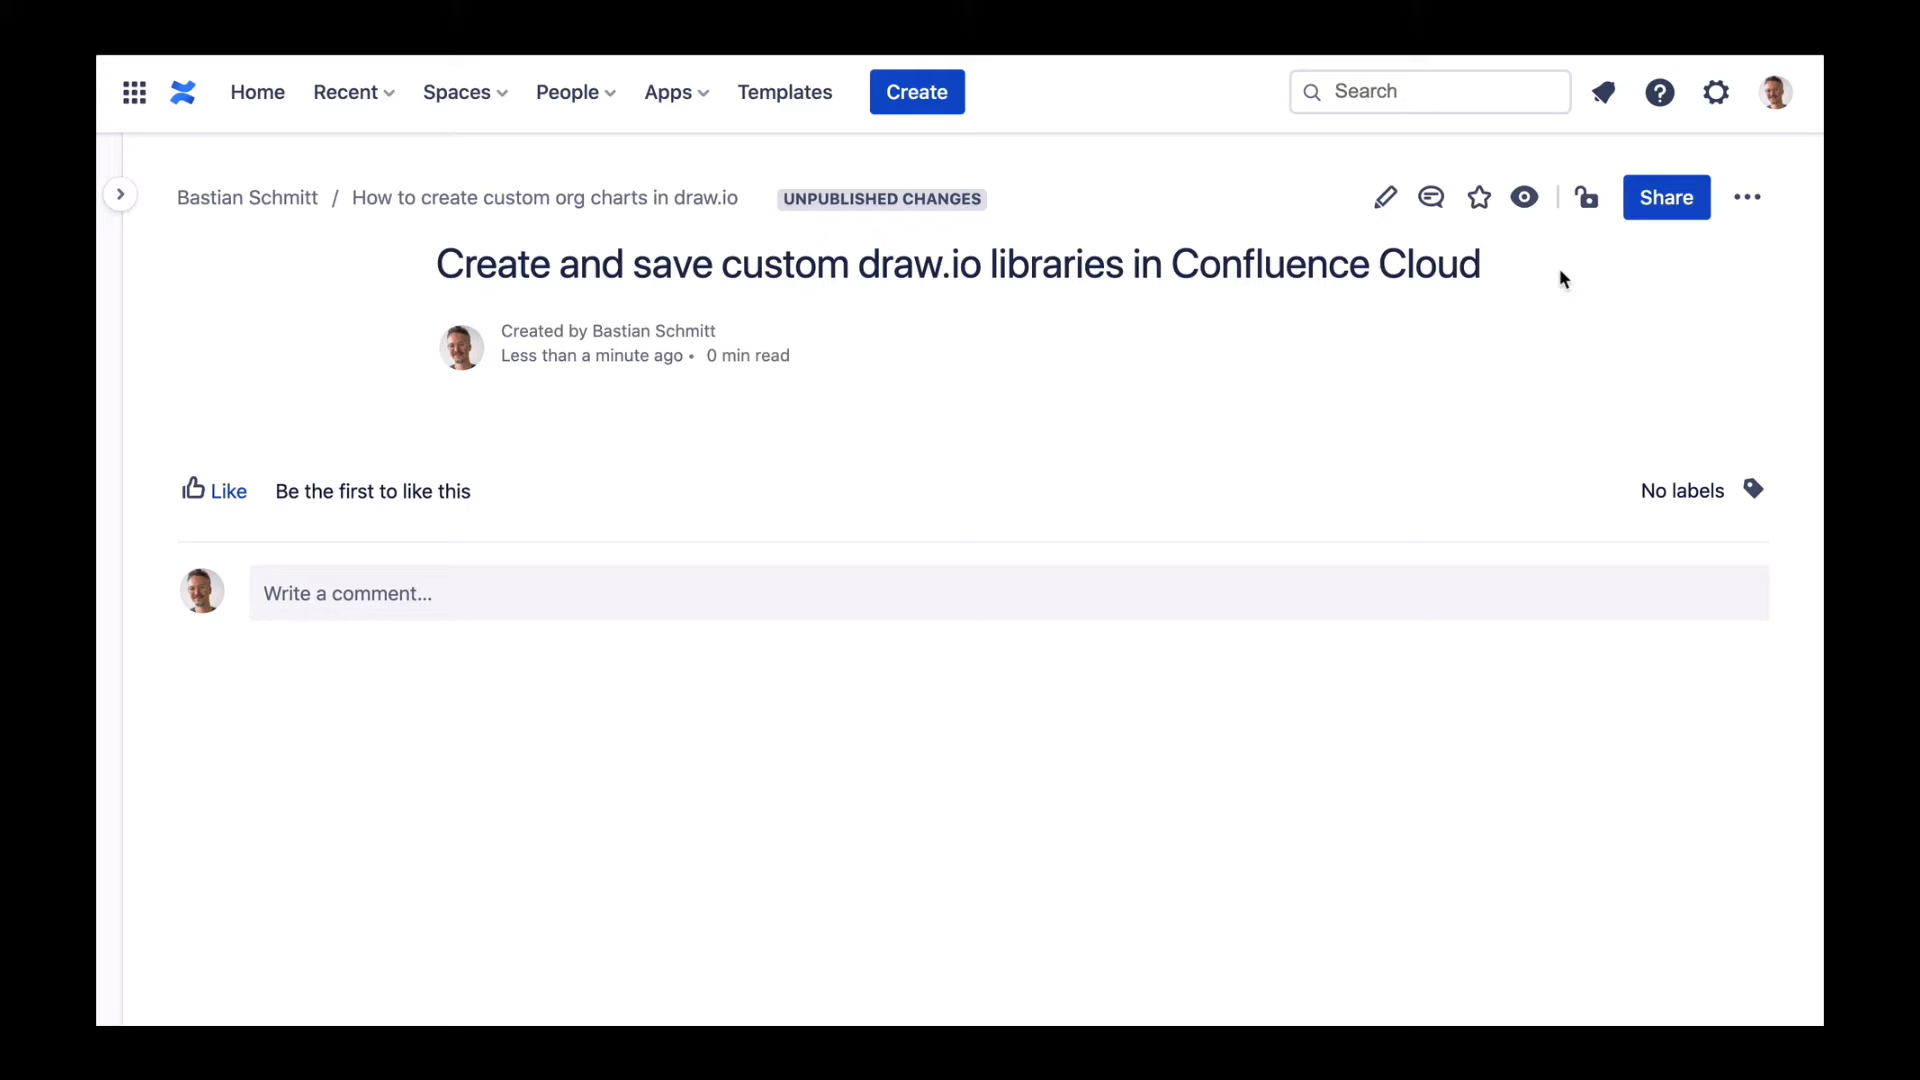 Home Recent Spaces People Apps Templates Create Search
Bastian Schmitt / How to create custom org charts in draw.io UNPUBLISHED CHANGES Share
Create and save custom draw.io libraries in Confluence Cloud
Created by Bastian Schmitt
Less than a minute ago • 0 min read
Like Be the first to like this No labels
Write a comment...